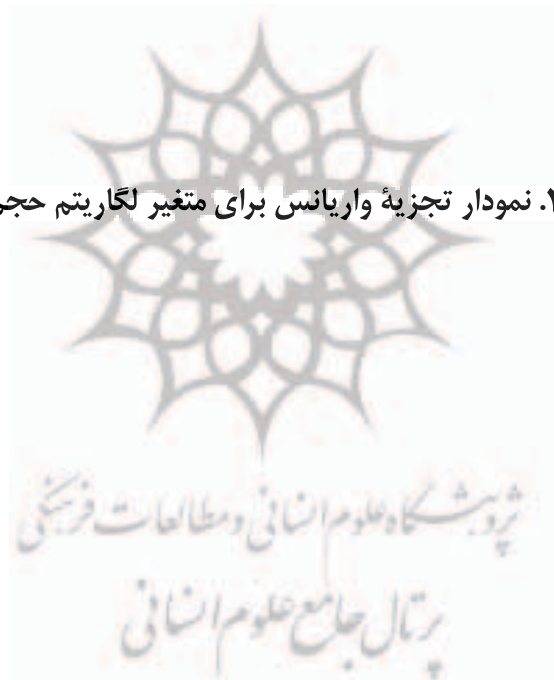 . نمودار تجزیهٔ واریانس برای متغیر لگاریتم حجم
پژوهشگاه علوم انسانی و مطالعات فرهنگی
پرتال جامع علوم انسانی